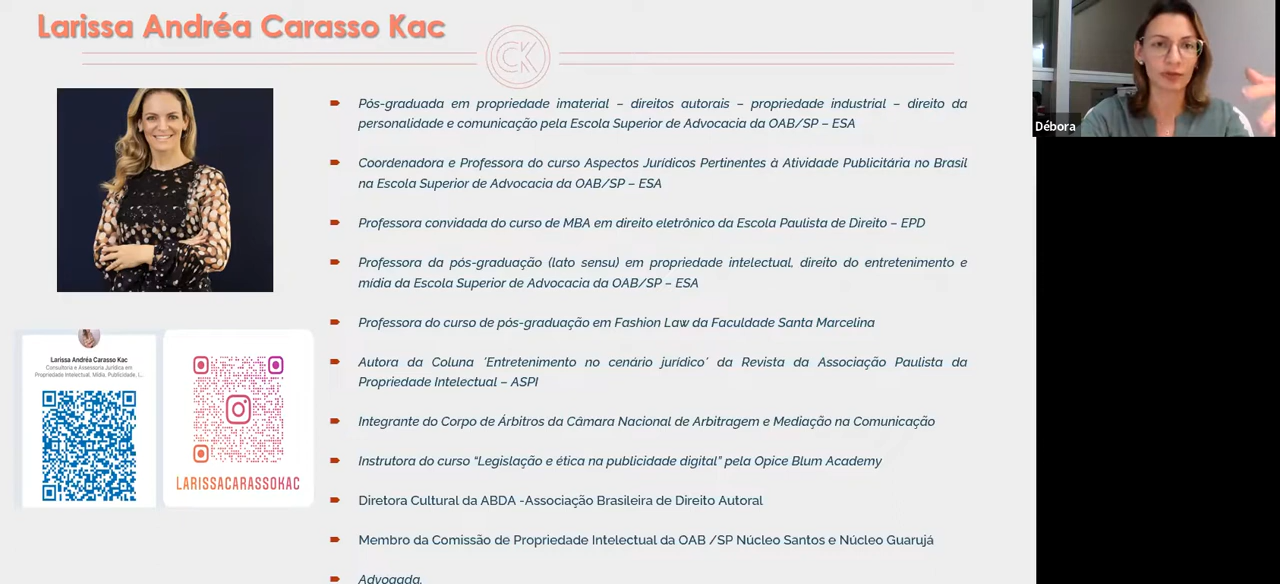 Larissa Andréa Carasso Kac
CK
Débora
Pós-graduada em propriedade imaterial – direitos autorais – propriedade industrial – direito da
personalidade e comunicação pela Escola Superior de Advocacia da OAB/SP – ESA
Coordenadora e Professora do curso Aspectos Jurídicos Pertinentes à Atividade Publicitária no Brasil
na Escola Superior de Advocacia da OAB/SP – ESA
Professora convidada do curso de MBA em direito eletrônico da Escola Paulista de Direito – EPD
Professora da pós-graduação (lato sensu) em propriedade intelectual, direito do entretenimento e
mídia da Escola Superior de Advocacia da OAB/SP – ESA
Professora do curso de pós-graduação em Fashion Law da Faculdade Santa Marcelina
Autora da Coluna ´Entretenimento no cenário jurídico´ da Revista da Associação Paulista da
Propriedade Intelectual – ASPI
Integrante do Corpo de Árbitros da Câmara Nacional de Arbitragem e Mediação na Comunicação
Instrutora do curso “Legislação e ética na publicidade digital” pela Opice Blum Academy
Diretora Cultural da ABDA -Associação Brasileira de Direito Autoral
Membro da Comissão de Propriedade Intelectual da OAB /SP Núcleo Santos e Núcleo Guarujá
Advogada.
Larissa Andréa Carasso Kac
Consultoria e Assessoria Jurídica em
Propriedade Intelectual, Mídia, Publicidade, I...
LARISSACARASSOKAC